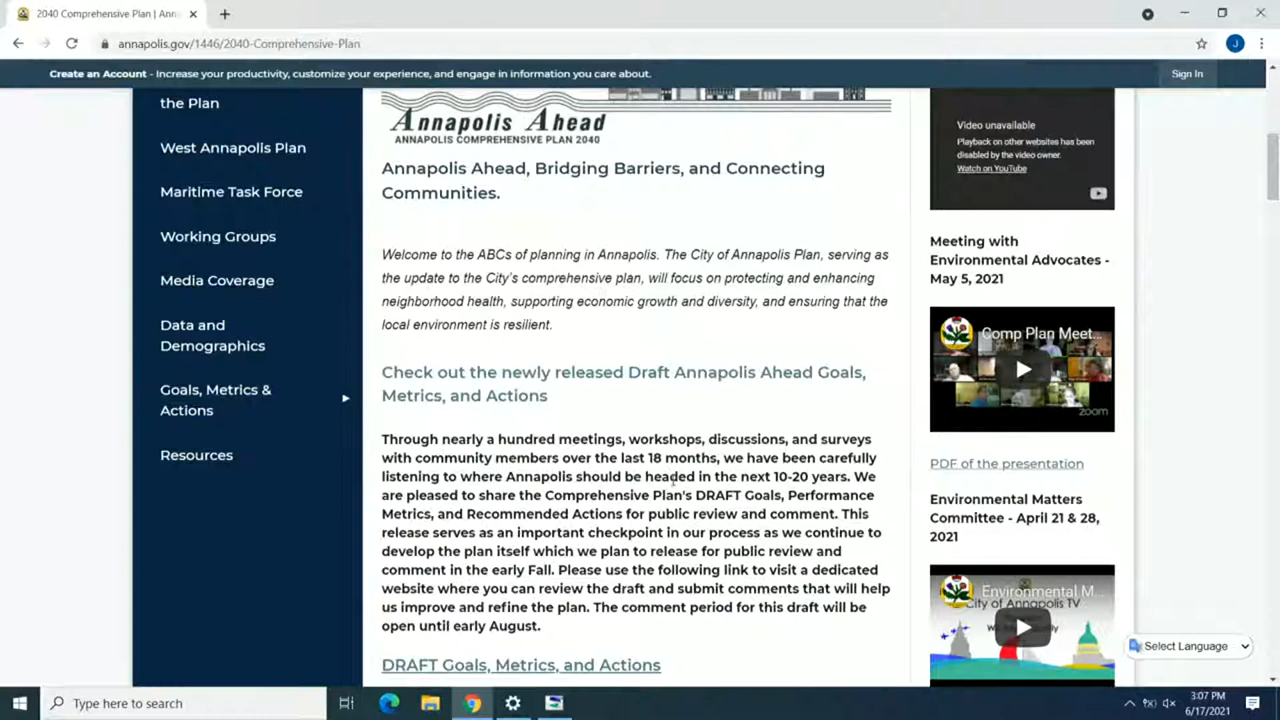 2040 Comprehensive Plan | Ann
annapolis.gov/1446/2040-Comprehensive-Plan
J
Create an Account - Increase your productivity, customize your experience, and engage in information you care about.
Sign In
the Plan
West Annapolis Plan
Maritime Task Force
Working Groups
Media Coverage
Data and
Demographics
Goals, Metrics &
Actions
Resources
Annapolis Ahead
ANNAPOLIS COMPREHENSIVE PLAN 2040
Annapolis Ahead, Bridging Barriers, and Connecting
Communities.
Welcome to the ABCs of planning in Annapolis. The City of Annapolis Plan, serving as
the update to the City's comprehensive plan, will focus on protecting and enhancing
neighborhood health, supporting economic growth and diversity, and ensuring that the
local environment is resilient.
Check out the newly released Draft Annapolis Ahead Goals,
Metrics, and Actions
Through nearly a hundred meetings, workshops, discussions, and surveys
with community members over the last 18 months, we have been carefully
listening to where Annapolis should be headed in the next 10-20 years. We
are pleased to share the Comprehensive Plan's DRAFT Goals, Performance
Metrics, and Recommended Actions for public review and comment. This
release serves as an important checkpoint in our process as we continue to
develop the plan itself which we plan to release for public review and
comment in the early Fall. Please use the following link to visit a dedicated
website where you can review the draft and submit comments that will help
us improve and refine the plan. The comment period for this draft will be
open until early August.
DRAFT Goals, Metrics, and Actions
Video unavailable
Playback on other websites has been
disabled by the video owner.
Watch on YouTube
Meeting with
Environmental Advocates -
May 5, 2021
Comp Plan Meet...
zoom
PDF of the presentation
Environmental Matters
Committee - April 21 & 28,
2021
Environmental M...
City of Annapolis TV
Select Language
Type here to search
3:07 PM
6/17/2021